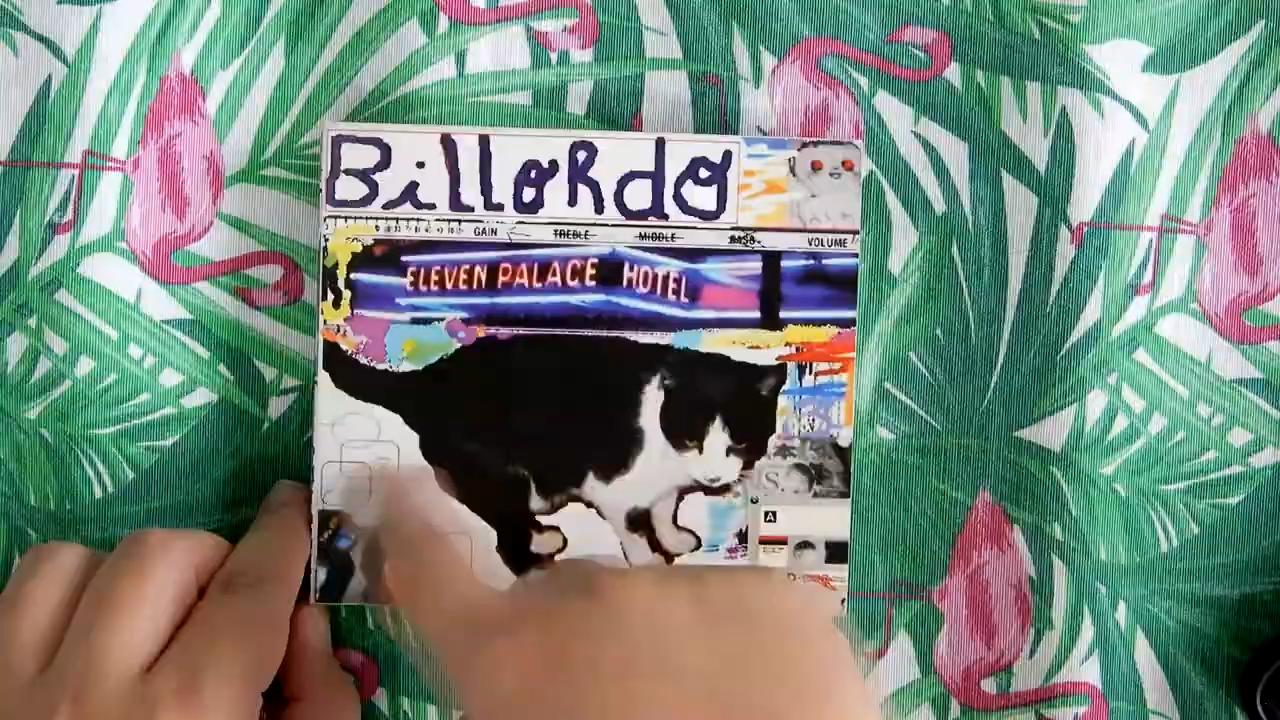 BilloRdo
GAIN TREBLE MIDDLE BASS VOLUME
ELEVEN PALACE HOTEL
S
A